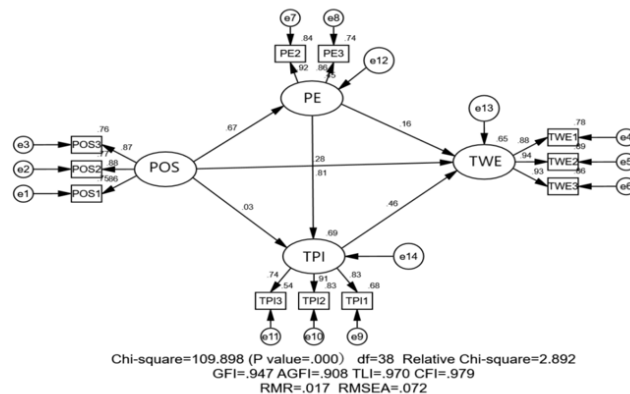 e7
e8
.84
.74
PE2
PE3
.92
.86
.45
e12
PE
e13
.76
.78
e3
POS3
.87
.67
.16
.65
.88
TWE1
e4
.77
.89
e2
POS2
.88
POS
.28
TWE
.94
TWE2
e5
.81
.86
e1
POS1
.93
TWE3
e6
.03
.46
.69
TPI
e14
.74
.91
.83
.54
.83
.68
TPI3
TPI2
TPI1
e11
e10
e9
Chi-square=109.898 (P value=.000) df=38 Relative Chi-square=2.892
GFI=.947 AGFI=.908 TLI=.970 CFI=.979
RMR=.017 RMSEA=.072